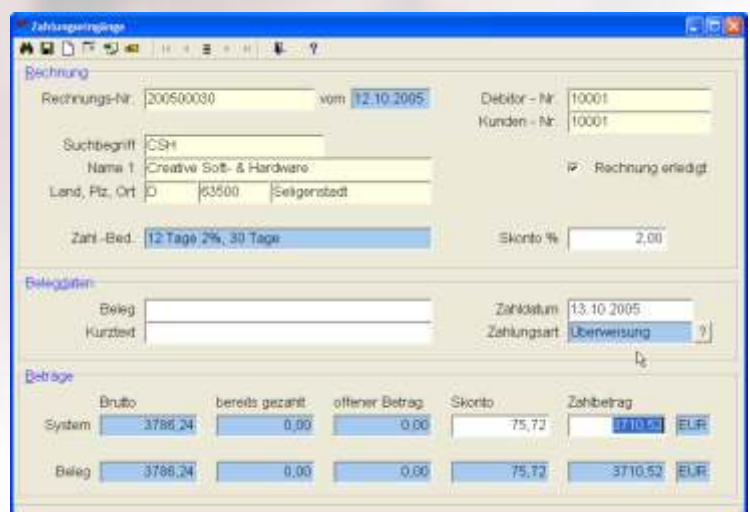 Zahlungseingänge
Rechnung
Rechnungs-Nr. 200500030 vom 12.10.2005 Debitor - Nr. 10001
Kunden - Nr. 10001
Suchbegriff CSH
Name 1 Creative Soft- & Hardware Rechnung erledigt
Land, Plz, Ort D 63500 Seligenstadt
Zahl.-Bed. 12 Tage 2%, 30 Tage Skonto % 2,00
Belegdaten
Beleg Zahldatum 13.10.2005
Kurztext Zahlungsart Überweisung ?
Beträge
Brutto bereits gezahlt offener Betrag Skonto Zahlbetrag
System 3786,24 0,00 0,00 75,72 3710,52 EUR
Beleg 3786,24 0,00 0,00 75,72 3710,52 EUR